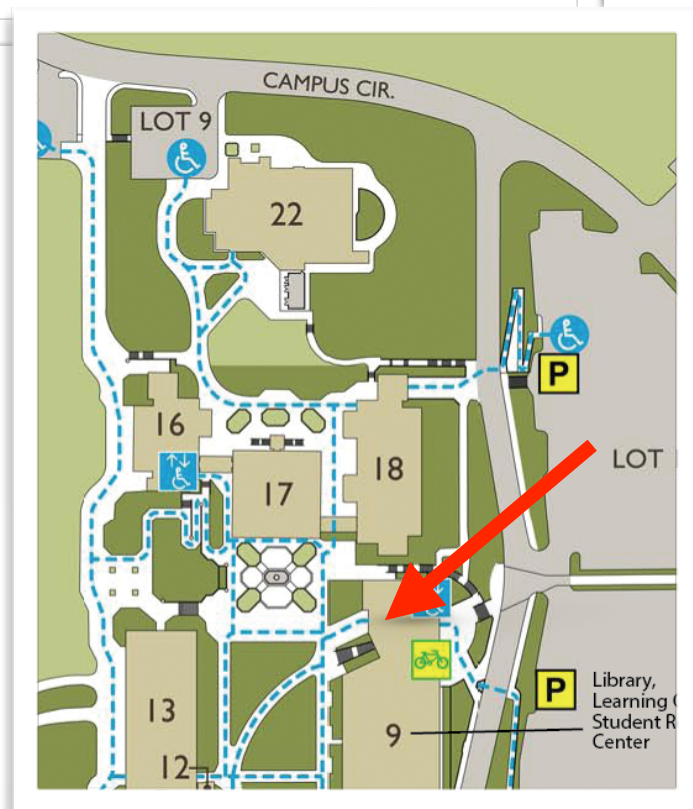 CAMPUS CIR.
LOT 9
22
P
16
18
LOT
17
P
Library,
Learning
Student R
Center
13
9
12